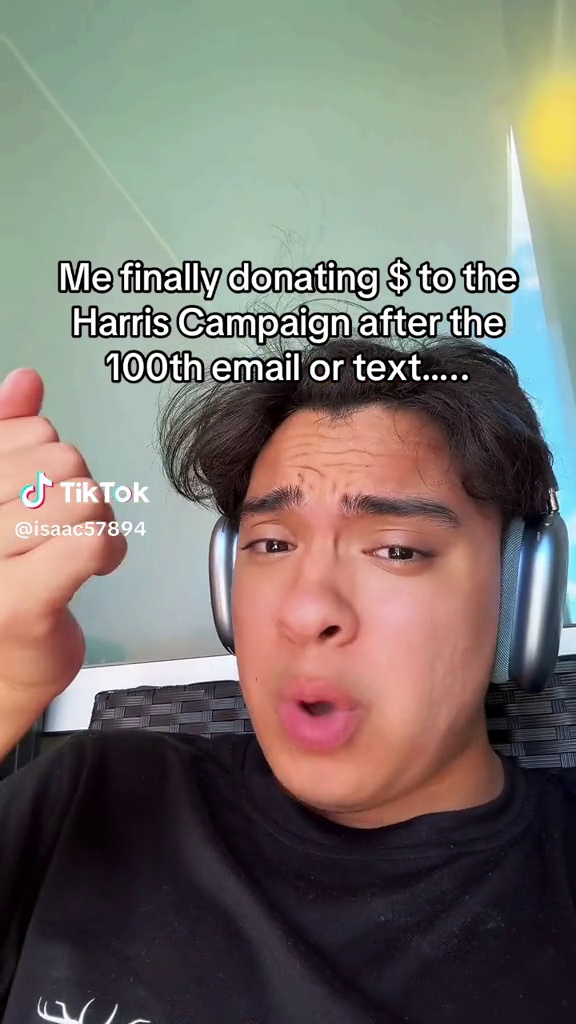 Me finally donating $ to the
Harris Campaign after the
100th email or text.....
TikTok
@isaac57894